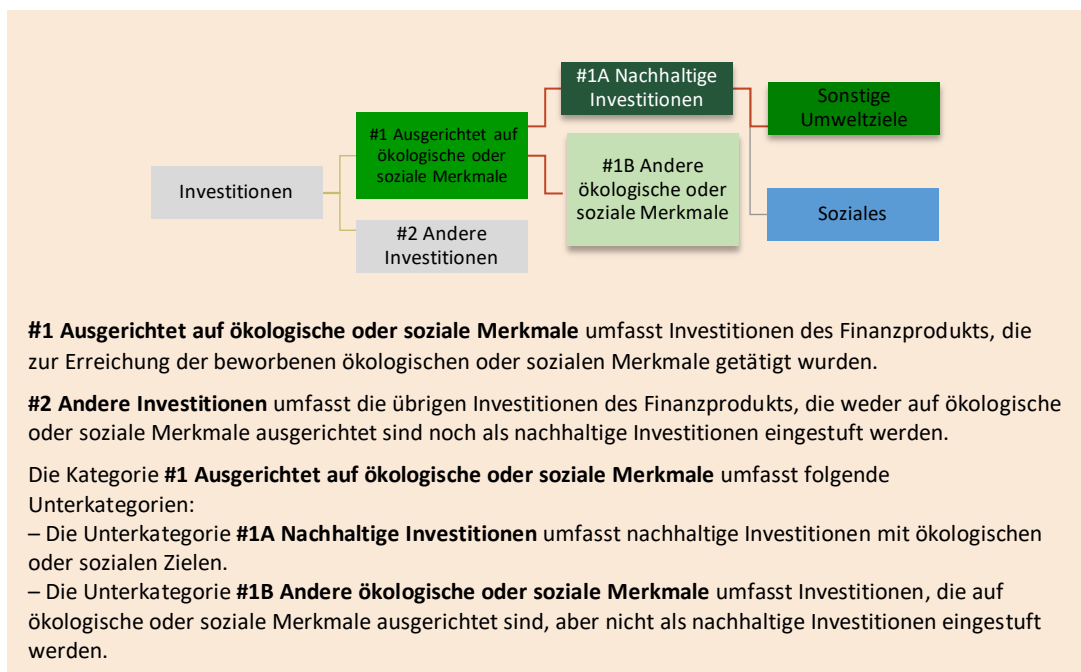 #1A Nachhaltige
Investitionen
Sonstige
Umweltziele
#1 Ausgerichtet auf
ökologische oder
soziale Merkmale
#1B Andere
ökologische oder
soziale Merkmale
Investitionen
Soziales
#2 Andere
Investitionen
#1 Ausgerichtet auf ökologische oder soziale Merkmale umfasst Investitionen des Finanzprodukts, die
zur Erreichung der beworbenen ökologischen oder sozialen Merkmale getätigt wurden.
#2 Andere Investitionen umfasst die übrigen Investitionen des Finanzprodukts, die weder auf ökologische
oder soziale Merkmale ausgerichtet sind noch als nachhaltige Investitionen eingestuft werden.
Die Kategorie #1 Ausgerichtet auf ökologische oder soziale Merkmale umfasst folgende
Unterkategorien:
– Die Unterkategorie #1A Nachhaltige Investitionen umfasst nachhaltige Investitionen mit ökologischen
oder sozialen Zielen.
– Die Unterkategorie #1B Andere ökologische oder soziale Merkmale umfasst Investitionen, die auf
ökologische oder soziale Merkmale ausgerichtet sind, aber nicht als nachhaltige Investitionen eingestuft
werden.